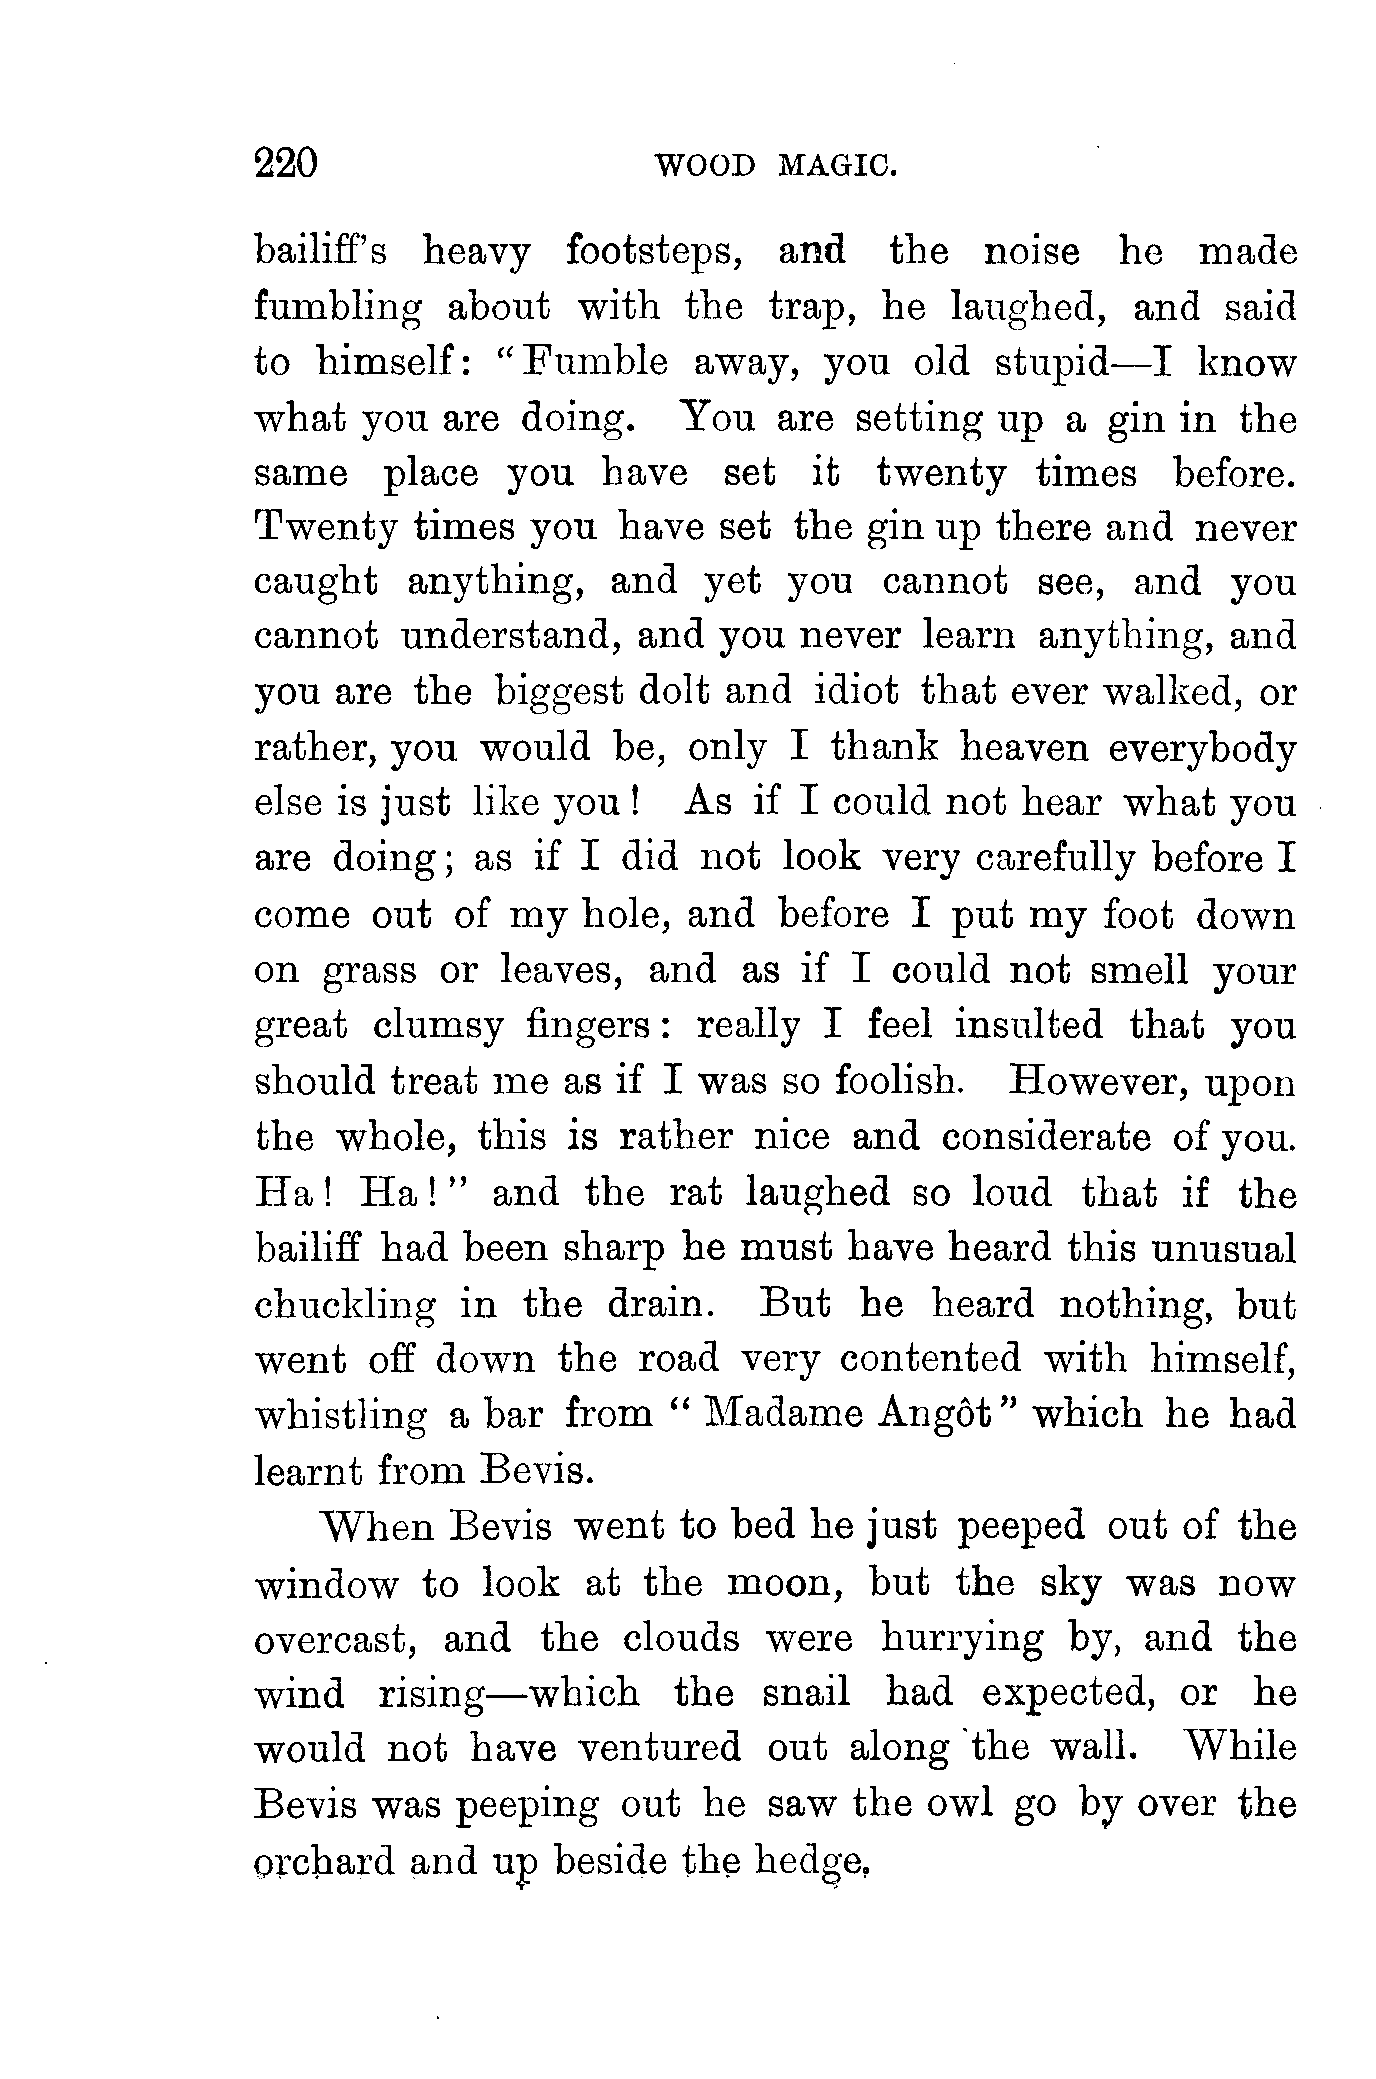 220 WOOD MAGIC.
bailiff's heavy footsteps, and the noise he made
fumbling about with the trap, he laughed, and said
to himself: "Fumble away, you old stupid—I know
what you are doing. You are setting up a gin in the
same place you have set it twenty times before.
Twenty times you have set the gin up there and never
caught anything, and yet you cannot see, and you
cannot understand, and you never learn anything, and
you are the biggest dolt and idiot that ever walked, or
rather, you would be, only I thank heaven everybody
else is just like you! As if I could not hear what you
are doing; as if I did not look very carefully before I
come out of my hole, and before I put my foot down
on grass or leaves, and as if I could not smell your
great clumsy fingers: really I feel insulted that you
should treat me as if I was so foolish. However, upon
the whole, this is rather nice and considerate of you.
Ha! Ha!" and the rat laughed so loud that if the
bailiff had been sharp he must have heard this unusual
chuckling in the drain. But he heard nothing, but
went off down the road very contented with himself,
whistling a bar from "Madame Angôt" which he had
learnt from Bevis.
When Bevis went to bed he just peeped out of the
window to look at the moon, but the sky was now
overcast, and the clouds were hurrying by, and the
wind rising—which the snail had expected, or he
would not have ventured out along the wall. While
Bevis was peeping out he saw the owl go by over the
orchard and up beside the hedge.